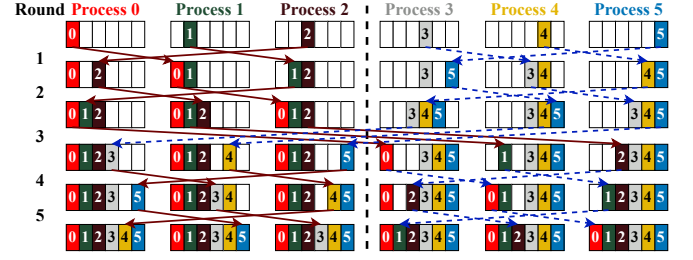 Round Process 0 Process 1 Process 2 Process 3 Process 4 Process 5
0 1 2 3 4 5
1
0 2 0 1 1 2 3 5 3 4 4 5
2
0 1 2 0 1 2 0 1 2 3 4 5 3 4 5 3 4 5
3
0 1 2 3 0 1 2 4 0 1 2 5 0 3 4 5 1 3 4 5 2 3 4 5
4
0 1 2 3 5 0 1 2 3 4 0 1 2 4 5 0 2 3 4 5 0 1 3 4 5 1 2 3 4 5
5
0 1 2 3 4 5 0 1 2 3 4 5 0 1 2 3 4 5 0 1 2 3 4 5 0 1 2 3 4 5 0 1 2 3 4 5